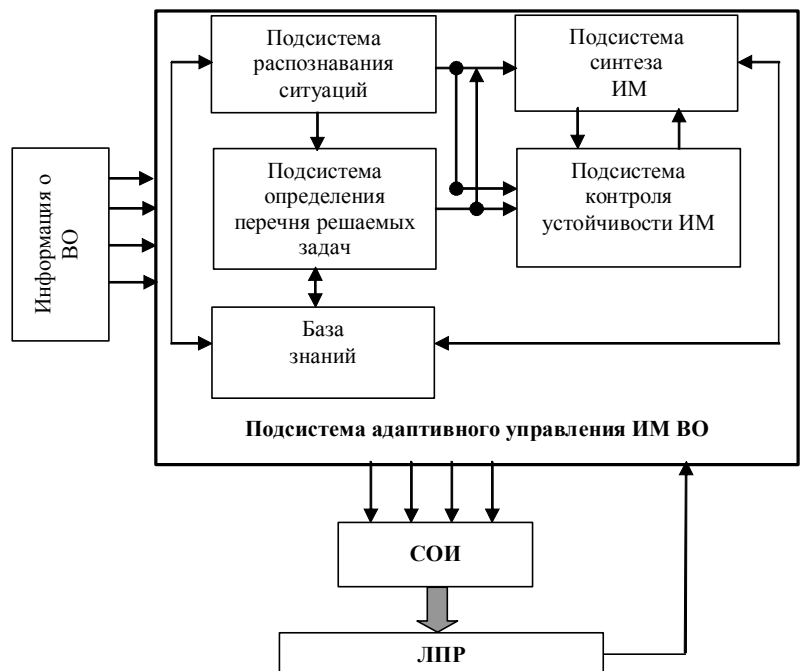 Подсистема
распознавания
ситуаций
Подсистема
синтеза
ИМ
Информация о
ВО
Подсистема
определения
перечня решаемых
задач
Подсистема
контроля
устойчивости ИМ
База
знаний
Подсистема адаптивного управления ИМ ВО
СОИ
ЛПР